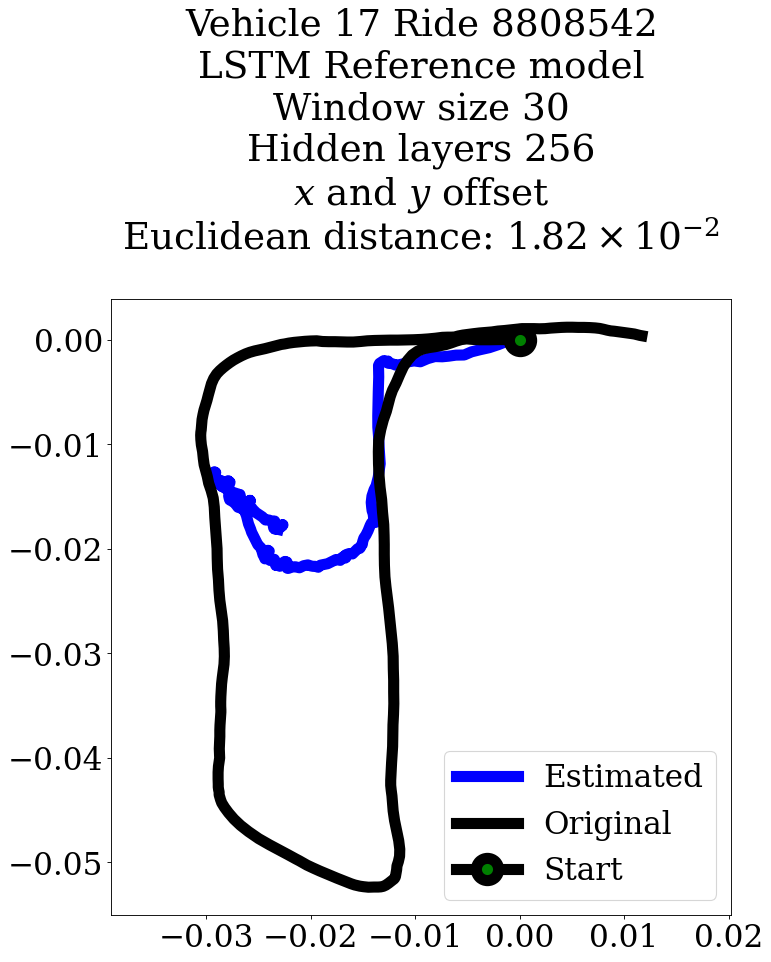 Vehicle 17 Ride 8808542
LSTM Reference model
Window size 30
Hidden layers 256
x and y offset
Euclidean distance: 1.82 × 10⁻²
0.00
−0.01
−0.02
−0.03
−0.04
−0.05
Estimated
Original
Start
−0.03 −0.02 −0.01 0.00 0.01 0.02